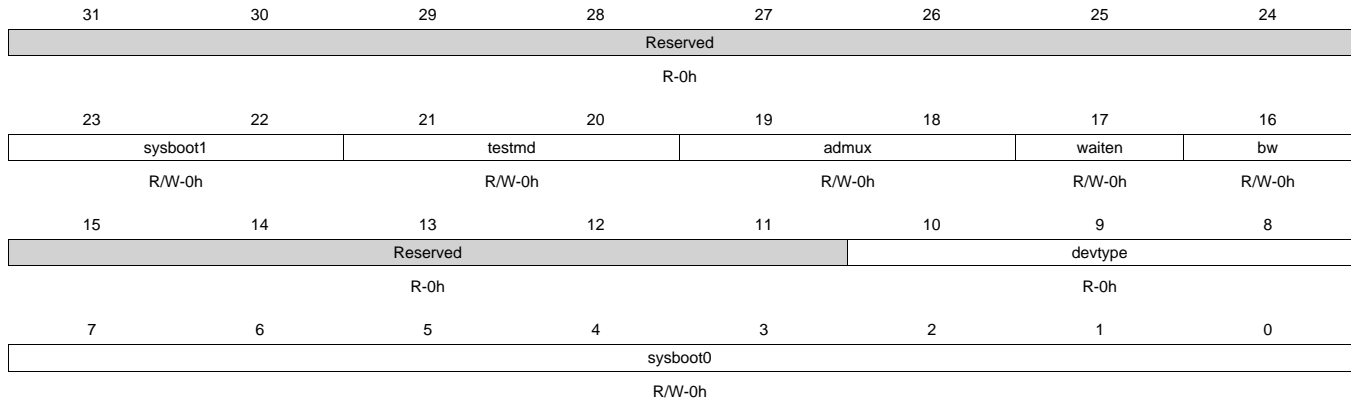 31 30 29 28 27 26 25 24
Reserved
R-0h
23 22 21 20 19 18 17 16
sysboot1 testmd admux waiten bw
R/W-0h R/W-0h R/W-0h R/W-0h R/W-0h
15 14 13 12 11 10 9 8
Reserved devtype
R-0h R-0h
7 6 5 4 3 2 1 0
sysboot0
R/W-0h